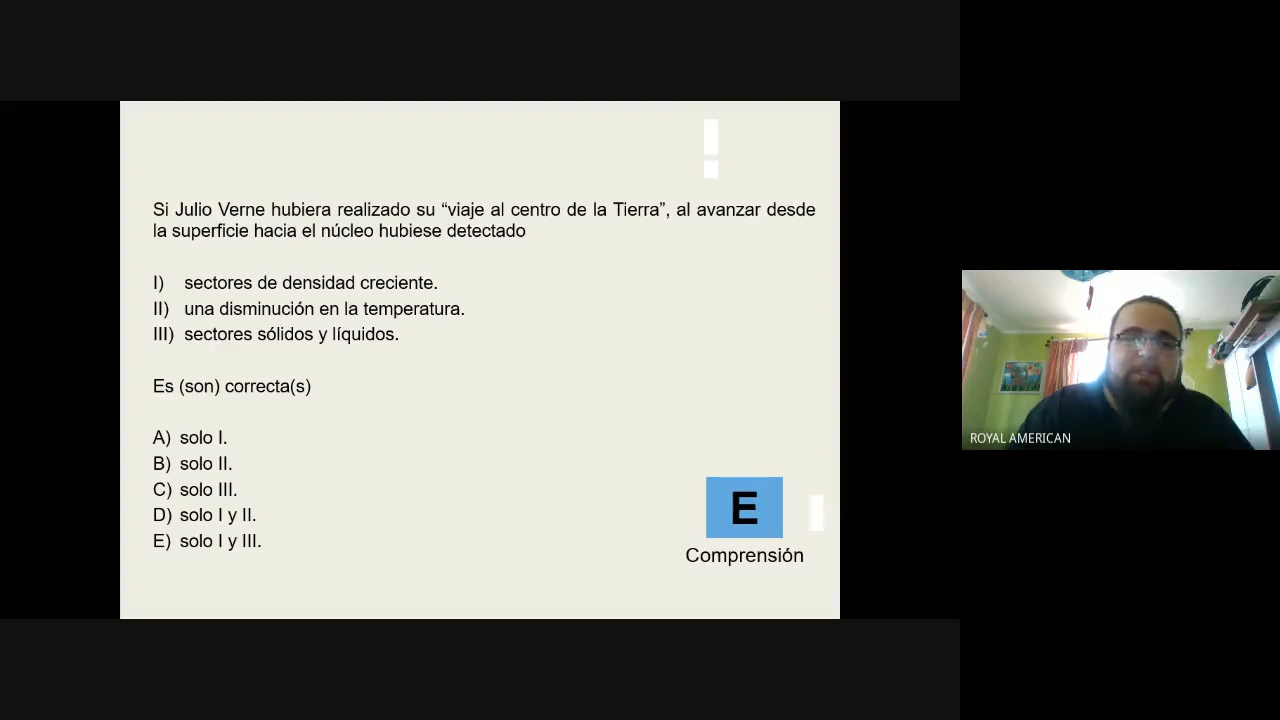 Si Julio Verne hubiera realizado su “viaje al centro de la Tierra”, al avanzar desde
la superficie hacia el núcleo hubiese detectado
I) sectores de densidad creciente.
II) una disminución en la temperatura.
III) sectores sólidos y líquidos.
Es (son) correcta(s)
A) solo I.
B) solo II.
C) solo III.
D) solo I y II.
E) solo I y III.
E
Comprensión
ROYAL AMERICAN